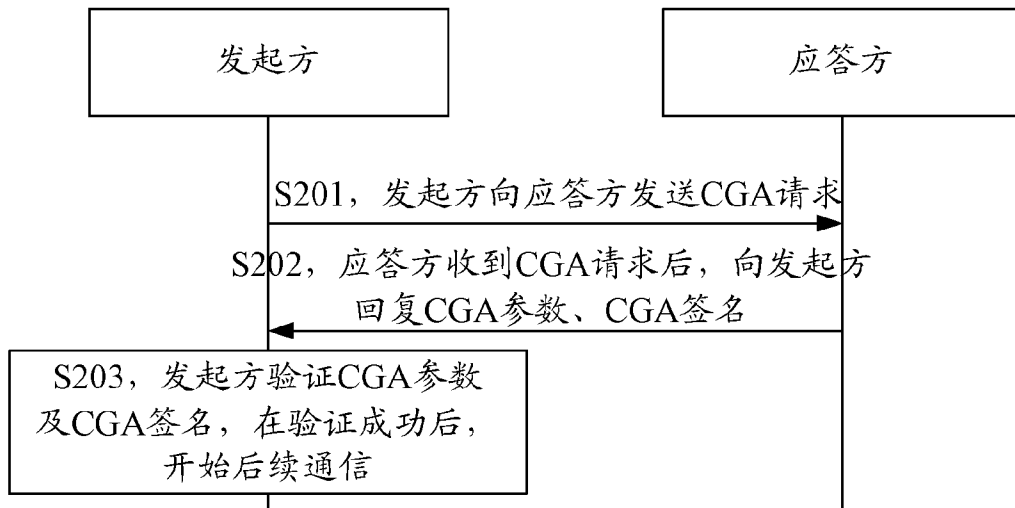 发起方
应答方
S201，发起方向应答方发送CGA请求
S202，应答方收到CGA请求后，向发起方
回复CGA参数、CGA签名
S203，发起方验证CGA参数
及CGA签名，在验证成功后，
开始后续通信